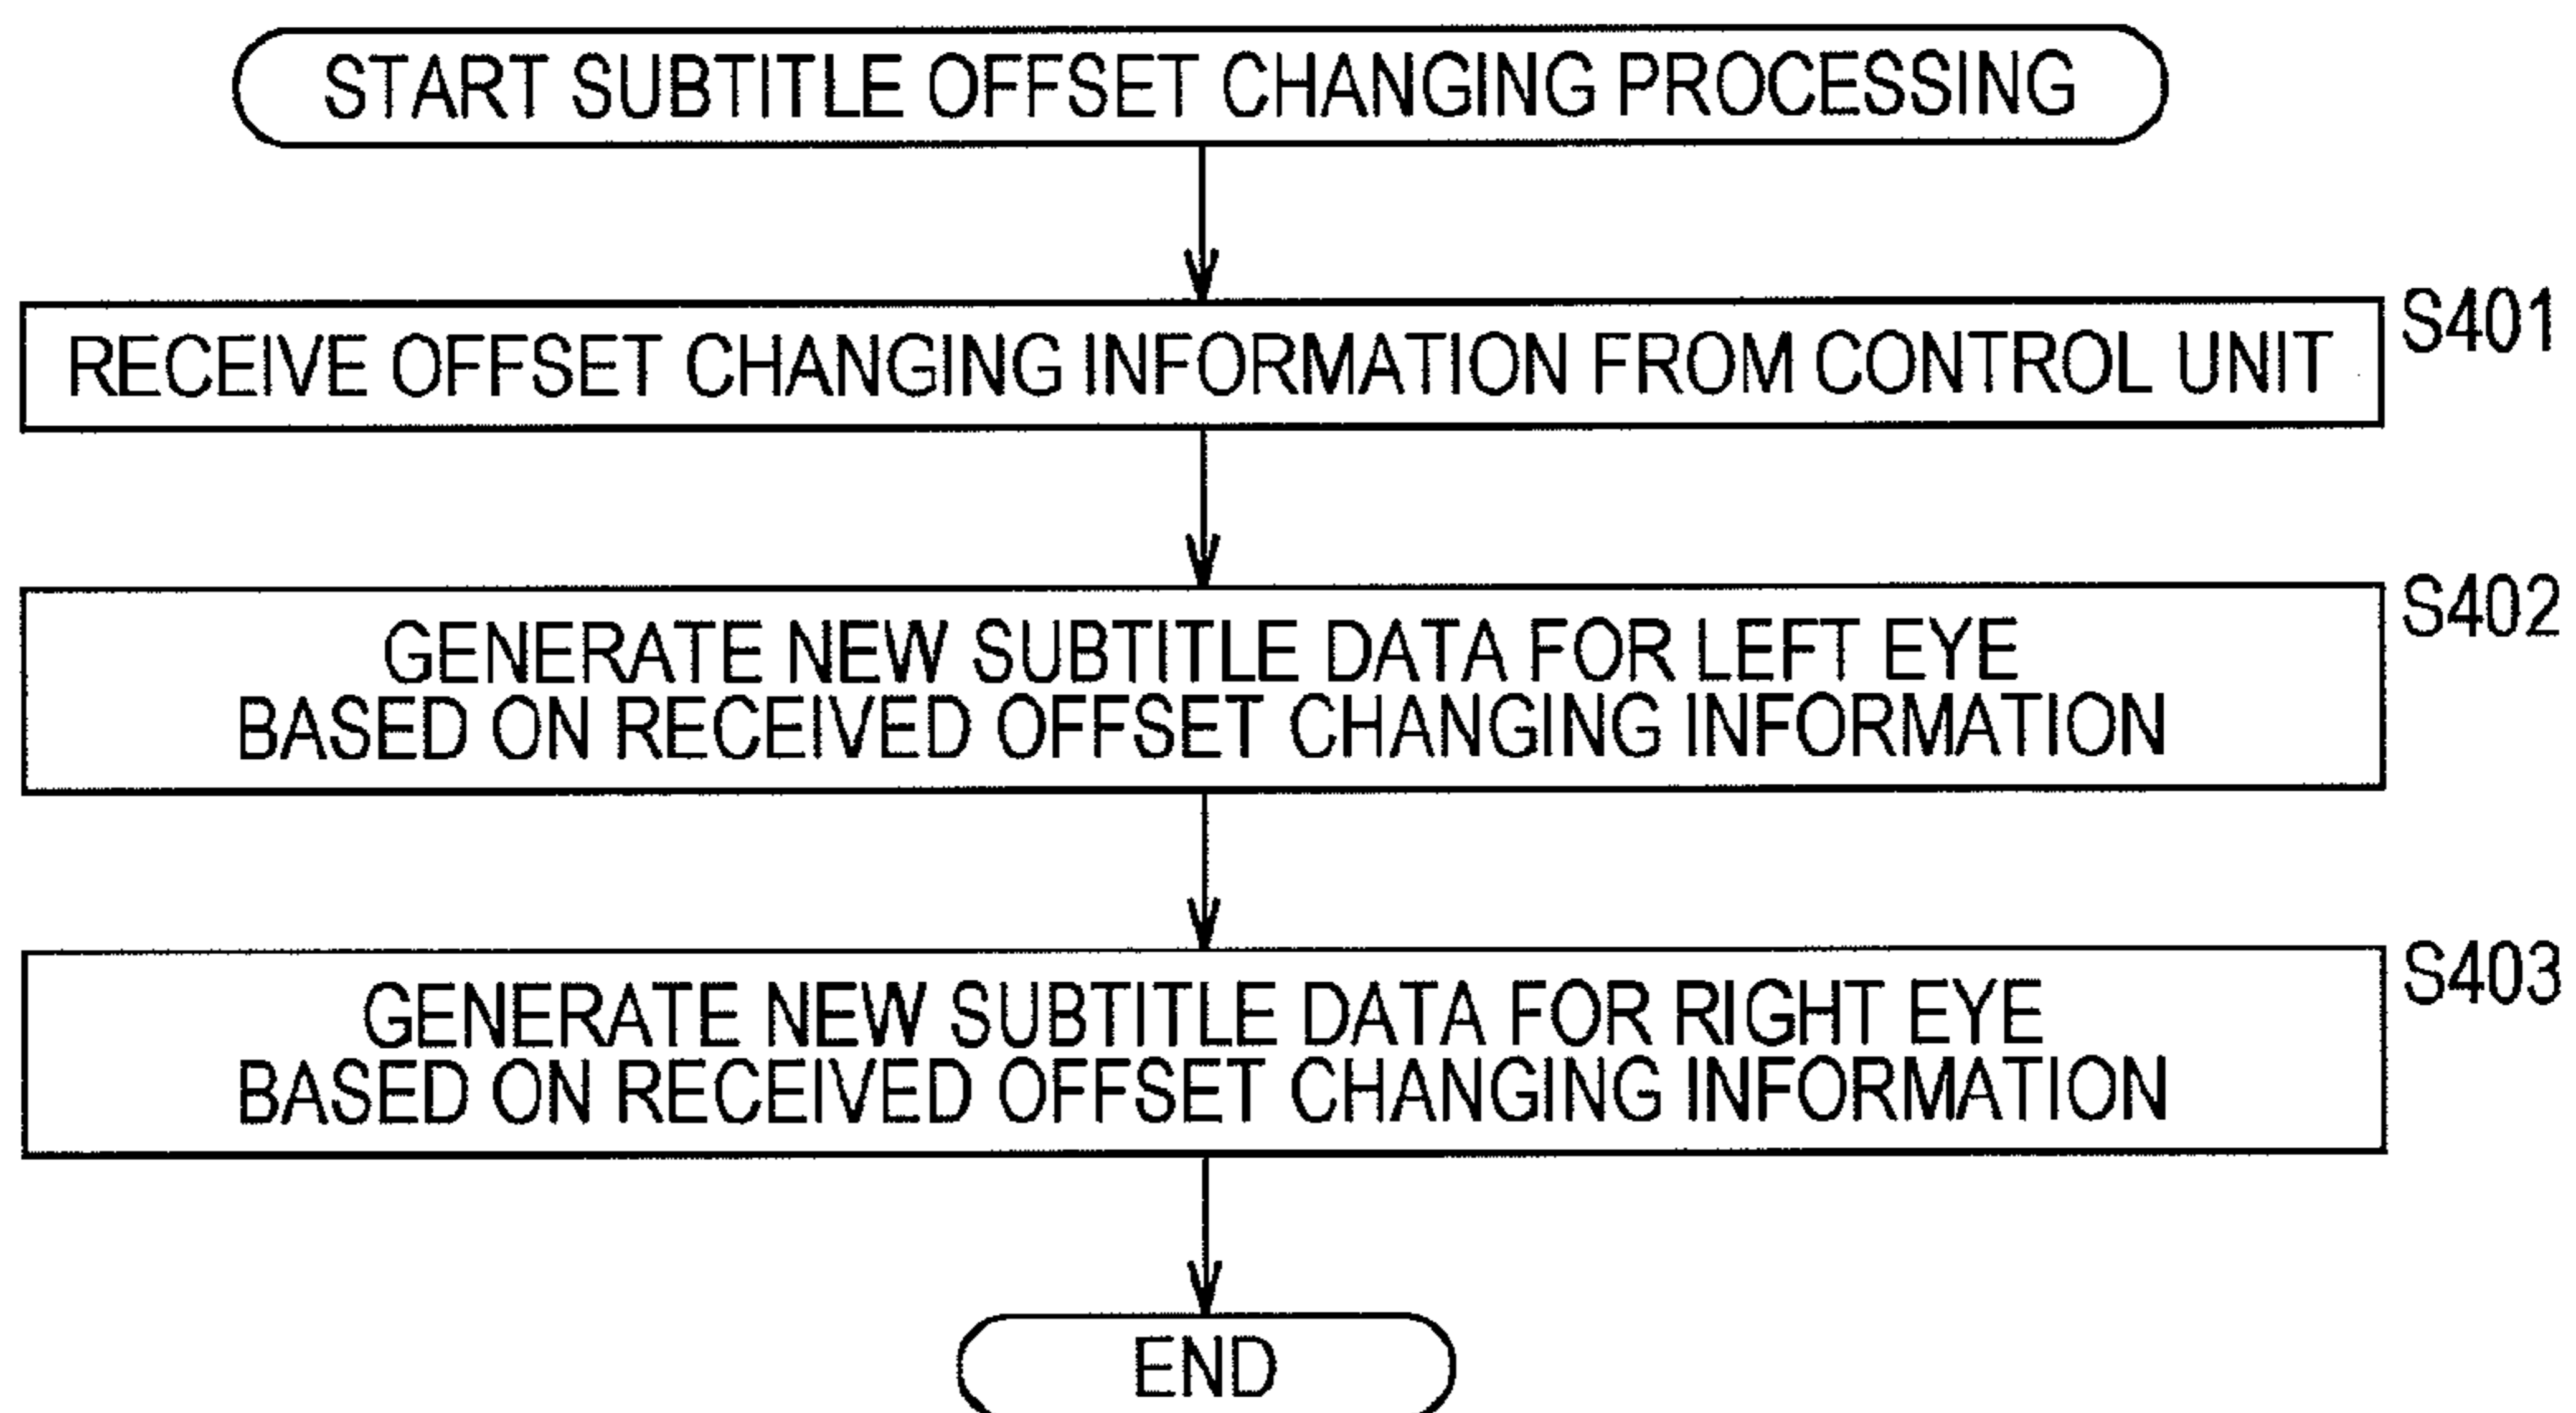 START SUBTITLE OFFSET CHANGING PROCESSING
RECEIVE OFFSET CHANGING INFORMATION FROM CONTROL UNIT
S401
GENERATE NEW SUBTITLE DATA FOR LEFT EYE
BASED ON RECEIVED OFFSET CHANGING INFORMATION
S402
GENERATE NEW SUBTITLE DATA FOR RIGHT EYE
BASED ON RECEIVED OFFSET CHANGING INFORMATION
S403
END